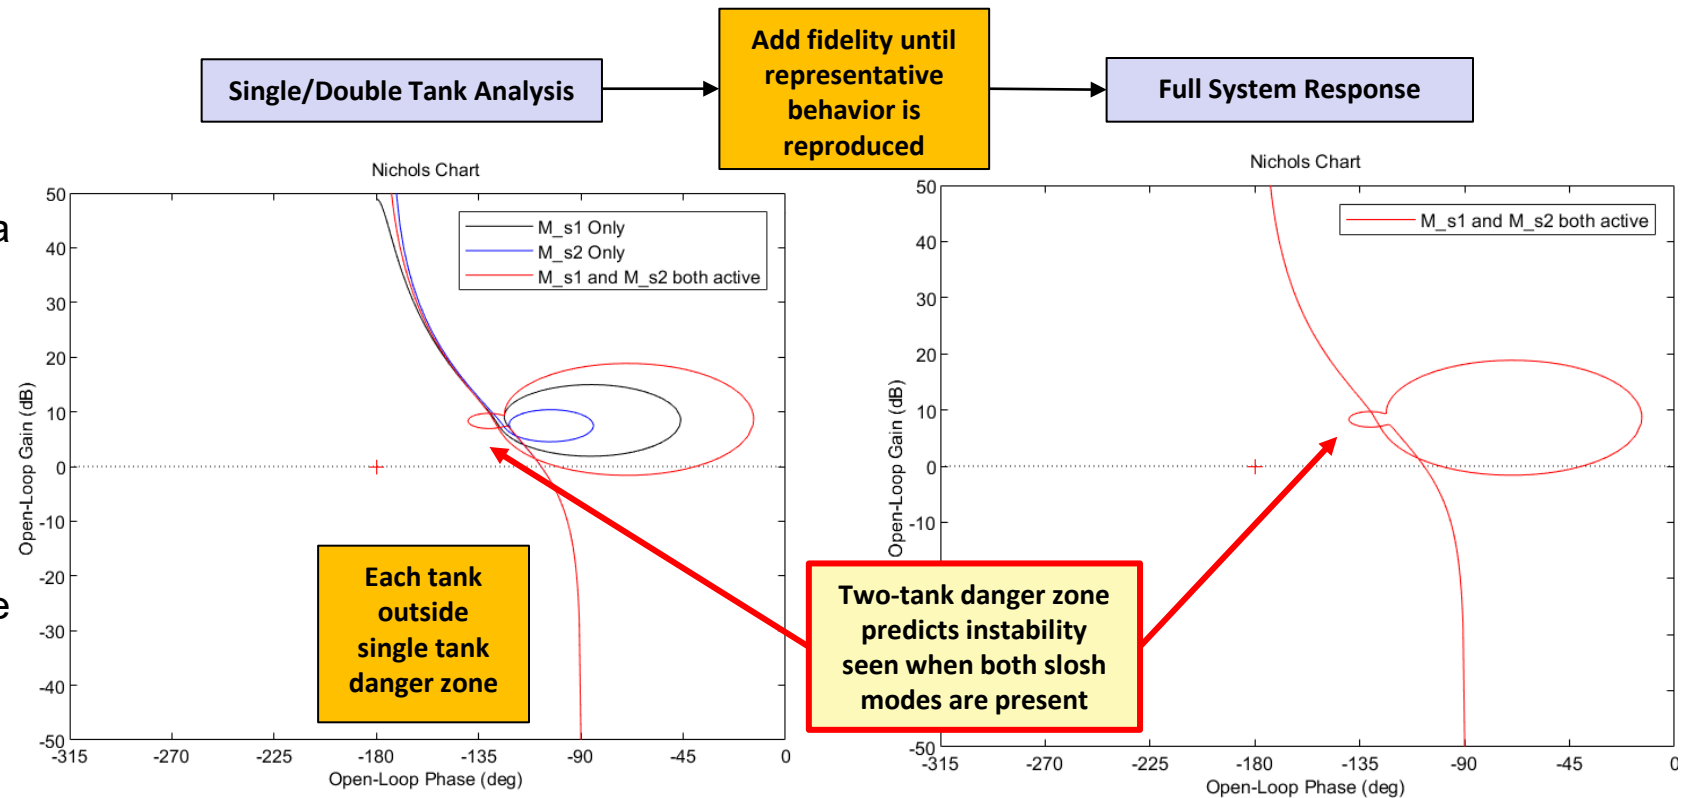 Single/Double Tank Analysis
Add fidelity until
representative
behavior is
reproduced
Full System Response
a
e
Nichols Chart
M_s1 Only
M_s2 Only
M_s1 and M_s2 both active
50
40
30
20
10
0
-10
-20
-30
-40
-50
Open-Loop Gain (dB)
-315
-270
-225
-180
-135
-90
-45
0
Open-Loop Phase (deg)
Each tank
outside
single tank
danger zone
Two-tank danger zone
predicts instability
seen when both slosh
modes are present
Nichols Chart
M_s1 and M_s2 both active
50
40
30
20
10
0
-10
-50
Open-Loop Gain (dB)
-315
-270
-225
-180
-135
-90
-45
0
Open-Loop Phase (deg)